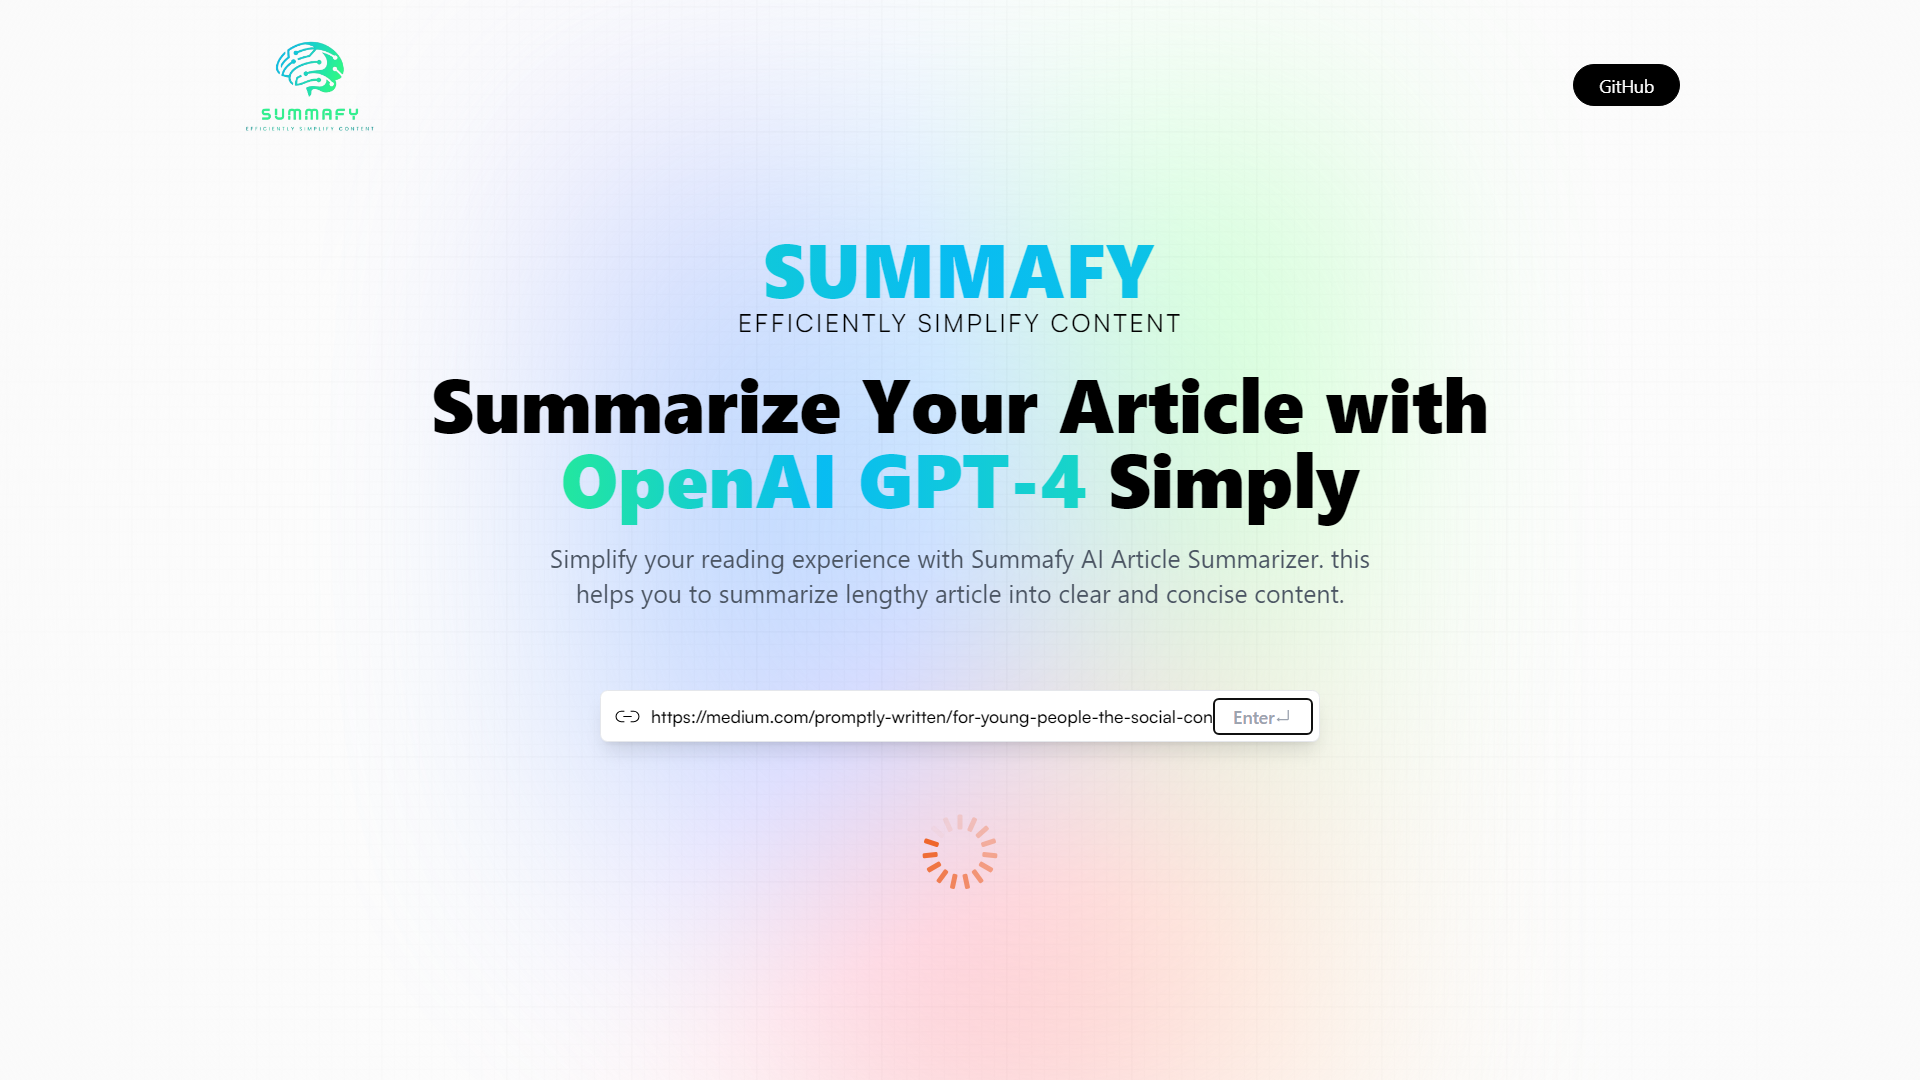 SUMMAFY
EFFICIENTLY SIMPLIFY CONTENT
GitHub
SUMMAFY
EFFICIENTLY SIMPLIFY CONTENT
Summarize Your Article with
OpenAI GPT-4 Simply
Simplify your reading experience with Summafy AI Article Summarizer. this
helps you to summarize lengthy article into clear and concise content.
https://medium.com/promptly-written/for-young-people-the-social-con
Enter↵